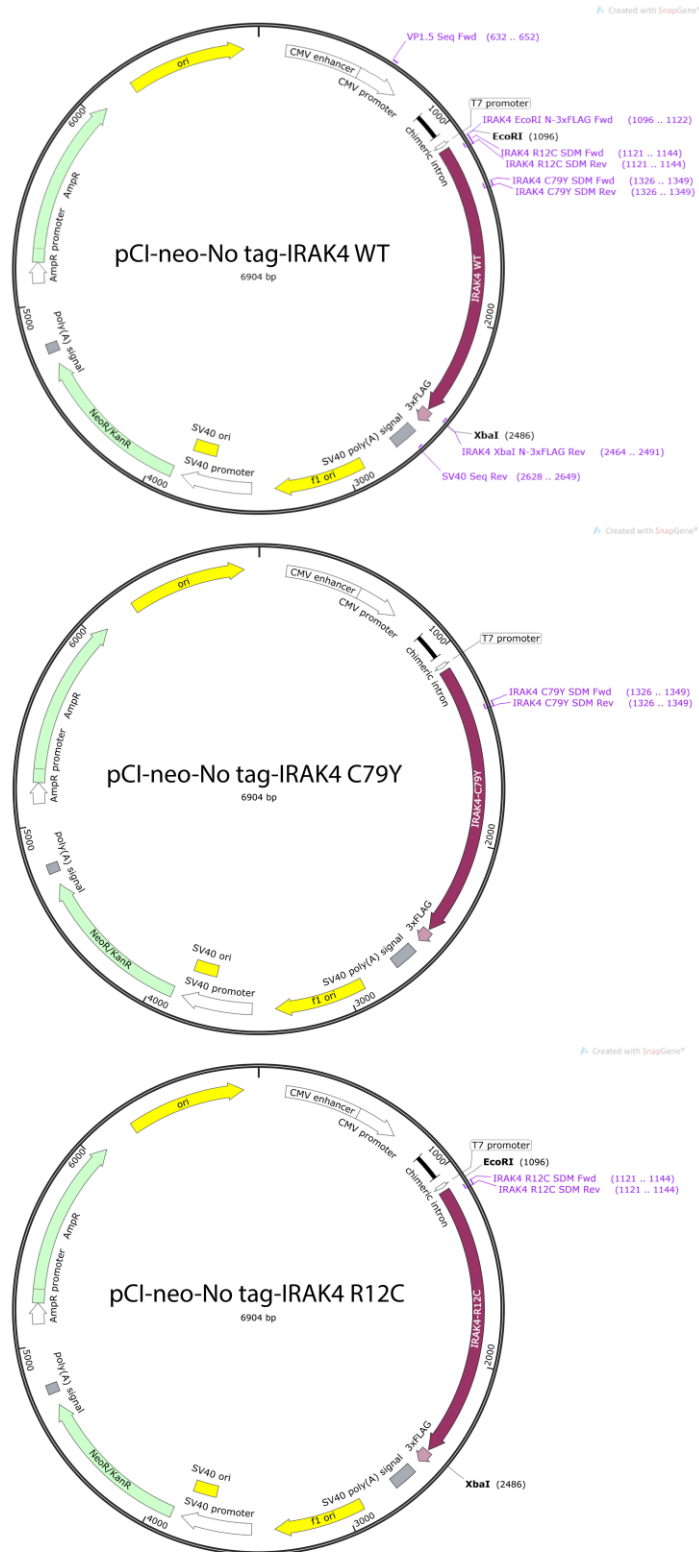 Created with SnapGene®
VP1.5 Seq Fwd (632 .. 652)
ori
CMV enhancer
CMV promoter
T7 promoter
1000
chimeric intron
IRAK4 EcoRI N-3xFLAG Fwd (1096 .. 1122)
EcoRI (1096)
IRAK4 R12C SDM Fwd (1121 .. 1144)
IRAK4 R12C SDM Rev (1121 .. 1144)
IRAK4 C79Y SDM Fwd (1326 .. 1349)
IRAK4 C79Y SDM Rev (1326 .. 1349)
6000
AmpR
AmpR promoter
pCI-neo-No tag-IRAK4 WT
6904 bp
IRAK4 WT
5000
2000
poly(A) signal
NeoR/KanR
3xFLAG
SV40 ori
SV40 poly(A) signal
XbaI (2486)
IRAK4 XbaI N-3xFLAG Rev (2464 .. 2491)
SV40 promoter
SV40 Seq Rev (2628 .. 2649)
4000
f1 ori
3000
Created with SnapGene®
ori
CMV enhancer
CMV promoter
1000
T7 promoter
chimeric intron
6000
AmpR
AmpR promoter
IRAK4 C79Y SDM Fwd (1326 .. 1349)
IRAK4 C79Y SDM Rev (1326 .. 1349)
pCI-neo-No tag-IRAK4 C79Y
6904 bp
IRAK4-C79Y
5000
2000
poly(A) signal
NeoR/KanR
3xFLAG
SV40 ori
SV40 poly(A) signal
SV40 promoter
4000
f1 ori
3000
Created with SnapGene®
ori
CMV enhancer
CMV promoter
T7 promoter
1000
EcoRI (1096)
chimeric intron
IRAK4 R12C SDM Fwd (1121 .. 1144)
IRAK4 R12C SDM Rev (1121 .. 1144)
6000
AmpR
AmpR promoter
pCI-neo-No tag-IRAK4 R12C
6904 bp
IRAK4-R12C
5000
2000
poly(A) signal
NeoR/KanR
3xFLAG
SV40 ori
SV40 poly(A) signal
XbaI (2486)
SV40 promoter
4000
f1 ori
3000